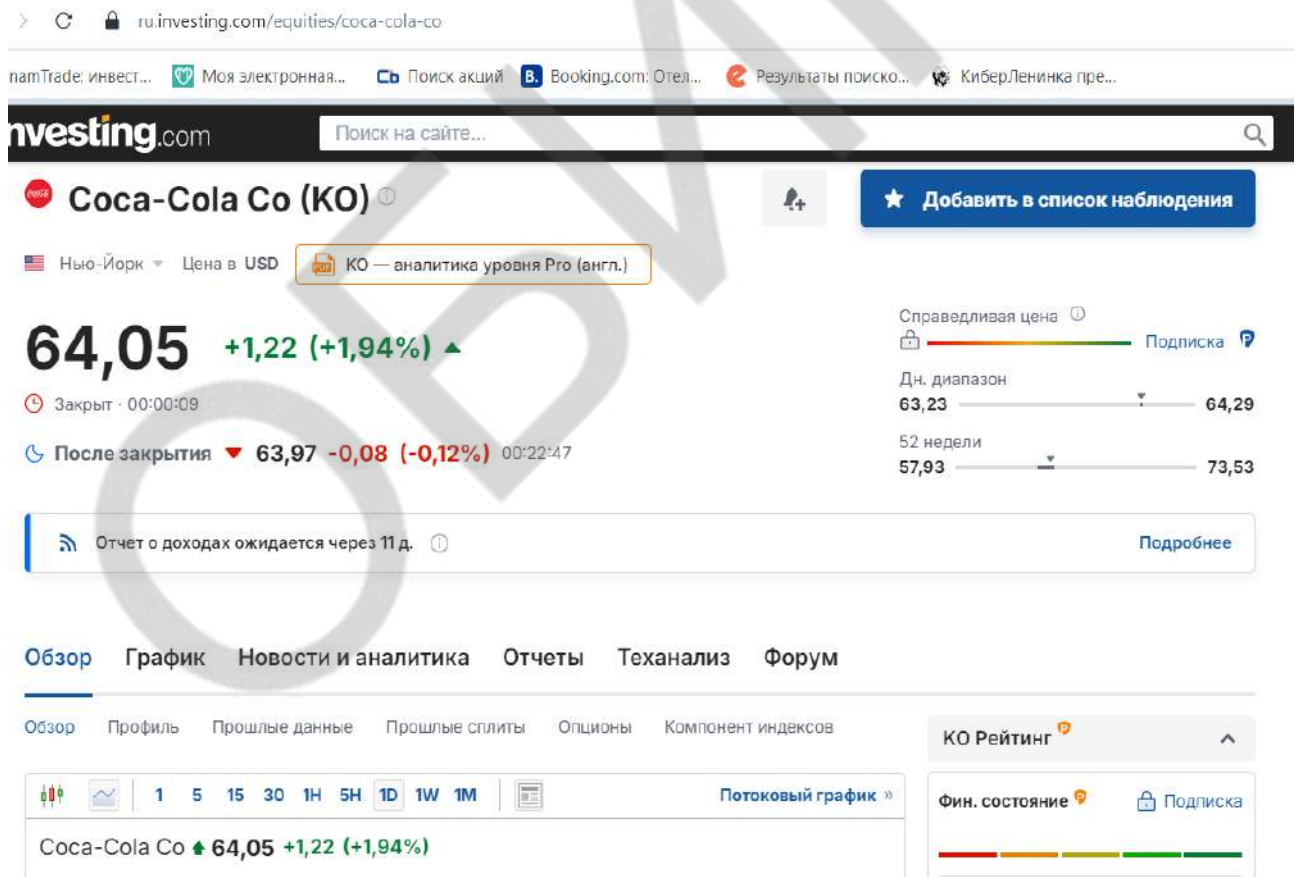 ru.investing.com/equities/coca-cola-co
namTrade: инвест... Моя электронная... Сb Поиск акций B. Booking.com: Отел... Результаты поиско... КиберЛенинка пре...
nvesting.com Поиск на сайте...
Coca-Cola Co (KO) Добавить в список наблюдения
Нью-Йорк Цена в USD KO — аналитика уровня Pro (англ.)
64,05 +1,22 (+1,94%)
Справедливая цена
Подписка
Дн. диапазон
63,23 64,29
Закрыт · 00:00:09
52 недели
57,93 73,53
После закрытия 63,97 -0,08 (-0,12%) 00:22:47
Отчет о доходах ожидается через 11 д. Подробнее
Обзор График Новости и аналитика Отчеты Теханализ Форум
Обзор Профиль Прошлые данные Прошлые сплиты Опционы Компонент индексов
КО Рейтинг
1 5 15 30 1H 5H 1D 1W 1M Потоковый график »
Фин. состояние Подписка
Coca-Cola Co 64,05 +1,22 (+1,94%)